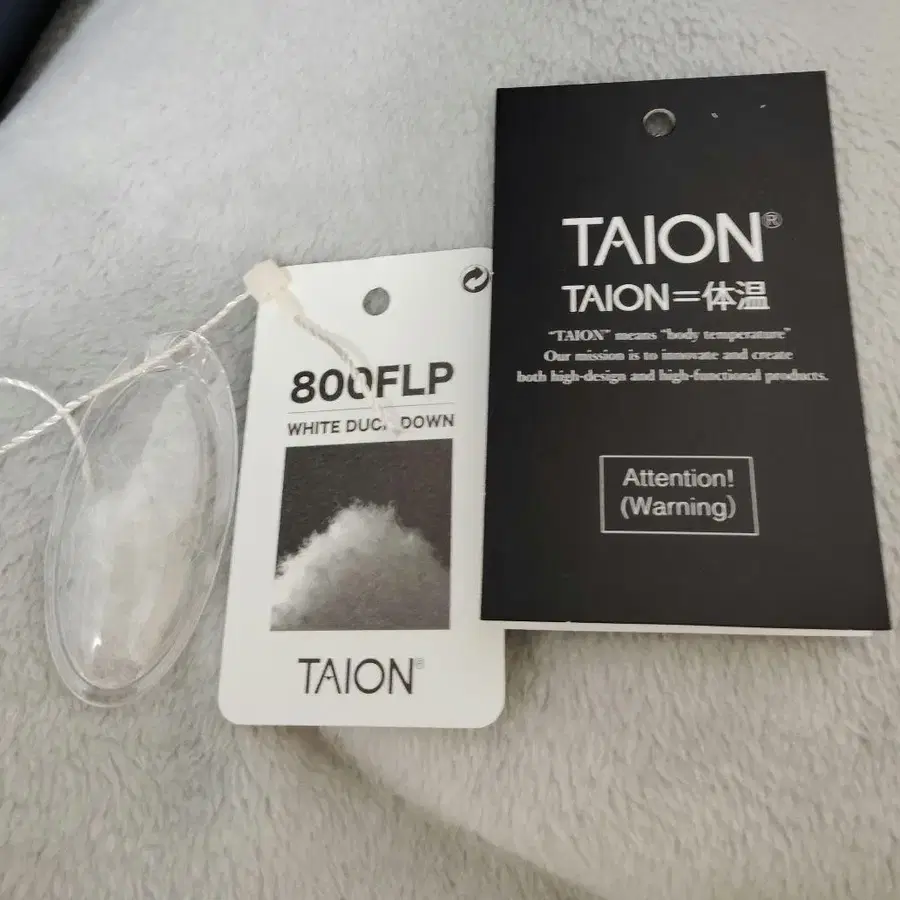 800FLP
WHITE DUCK DOWN
TAION®
TAION®
TAION=体温
"TAION" means "body temperature"
Our mission is to innovate and create
both high-design and high-functional products.
Attention!
(Warning)